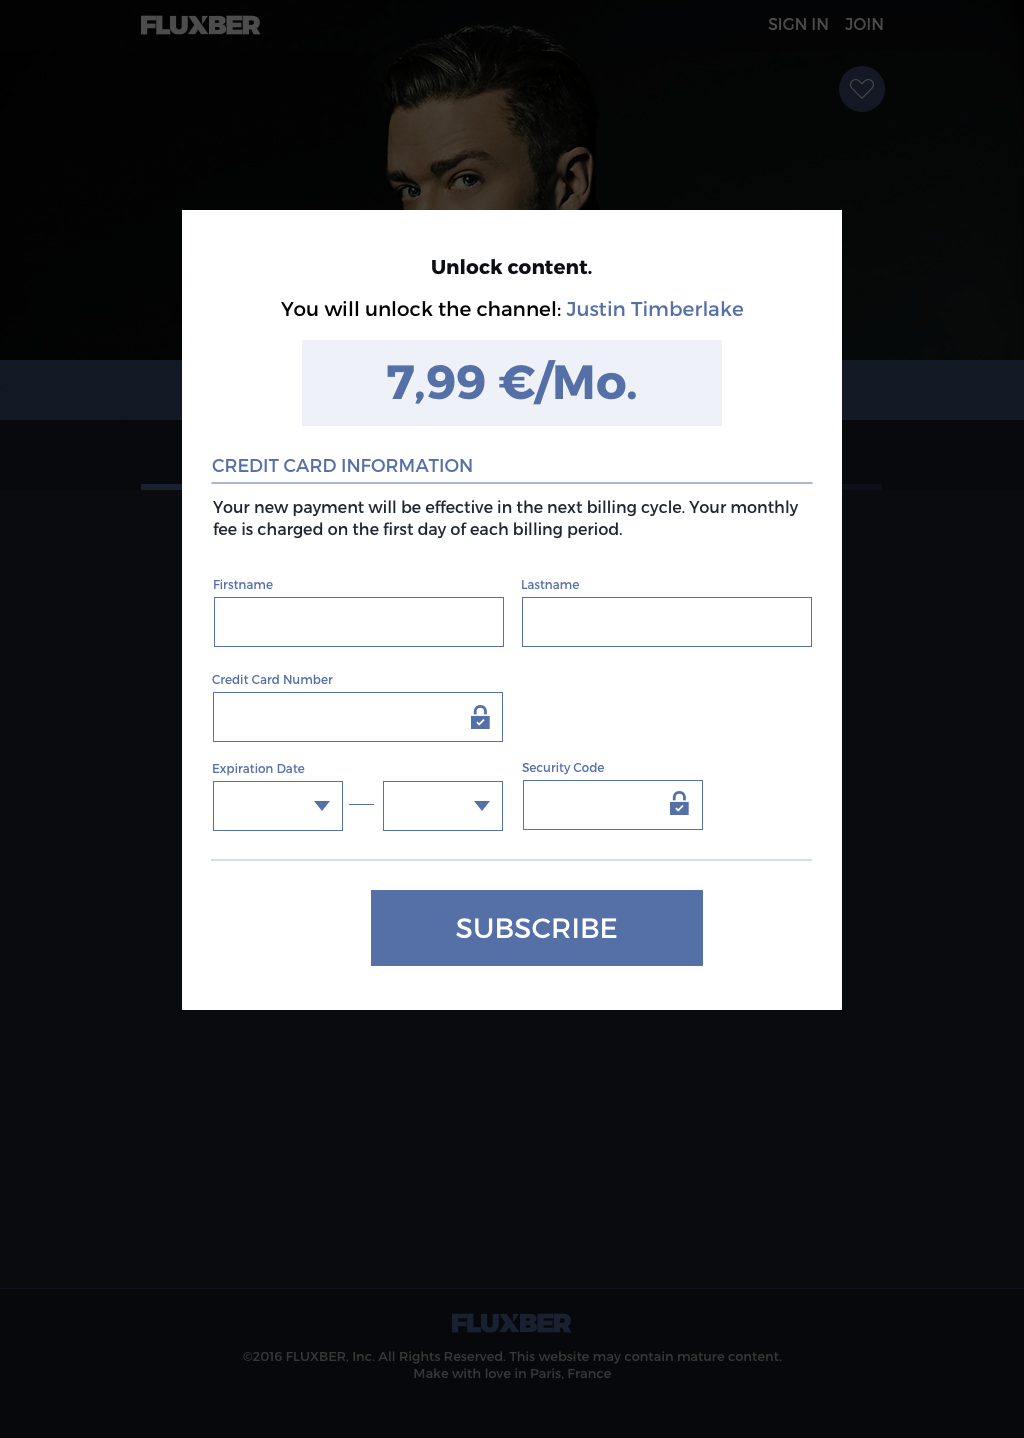 FLUXBER
SIGN IN JOIN
Unlock content.
You will unlock the channel: Justin Timberlake
7,99 €/Mo.
CREDIT CARD INFORMATION
Your new payment will be effective in the next billing cycle. Your monthly
fee is charged on the first day of each billing period.
Firstname Lastname
Credit Card Number
Expiration Date Security Code
SUBSCRIBE
FLUXBER
©2016 FLUXBER, Inc. All Rights Reserved. This website may contain mature content.
Make with love in Paris, France